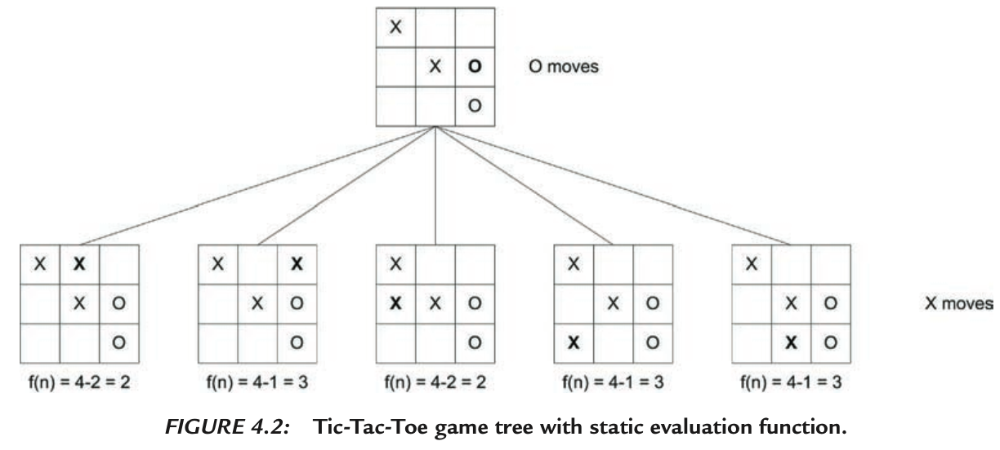 X
X O O moves
O
X X
X O
O
X X
X O
O
X
X X O
O
X
X O
X O
X
X O
X O
X moves
f(n) = 4-2 = 2 f(n) = 4-1 = 3 f(n) = 4-2 = 2 f(n) = 4-1 = 3 f(n) = 4-1 = 3
FIGURE 4.2: Tic-Tac-Toe game tree with static evaluation function.